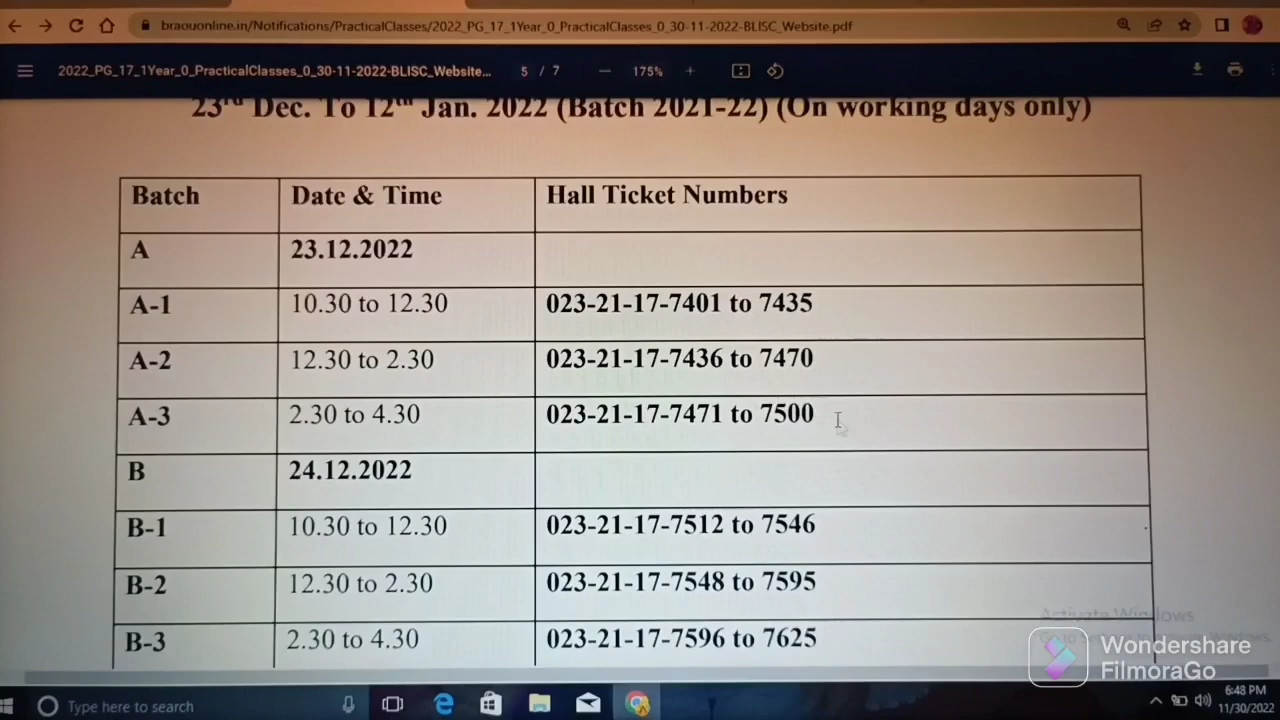 braouonline.in/Notifications/PracticalClasses/2022_PG_17_1Year_0_PracticalClasses_0_30-11-2022-BLISC_Website.pdf
2022_PG_17_1Year_0_PracticalClasses_0_30-11-2022-BLISC_Website... 5 / 7 175%
23rd Dec. To 12th Jan. 2022 (Batch 2021-22) (On working days only)
Batch Date & Time Hall Ticket Numbers
A 23.12.2022
A-1 10.30 to 12.30 023-21-17-7401 to 7435
A-2 12.30 to 2.30 023-21-17-7436 to 7470
A-3 2.30 to 4.30 023-21-17-7471 to 7500
B 24.12.2022
B-1 10.30 to 12.30 023-21-17-7512 to 7546
B-2 12.30 to 2.30 023-21-17-7548 to 7595
B-3 2.30 to 4.30 023-21-17-7596 to 7625
Activate Windows
Wondershare
FilmoraGo
Type here to search
6:48 PM
11/30/2022